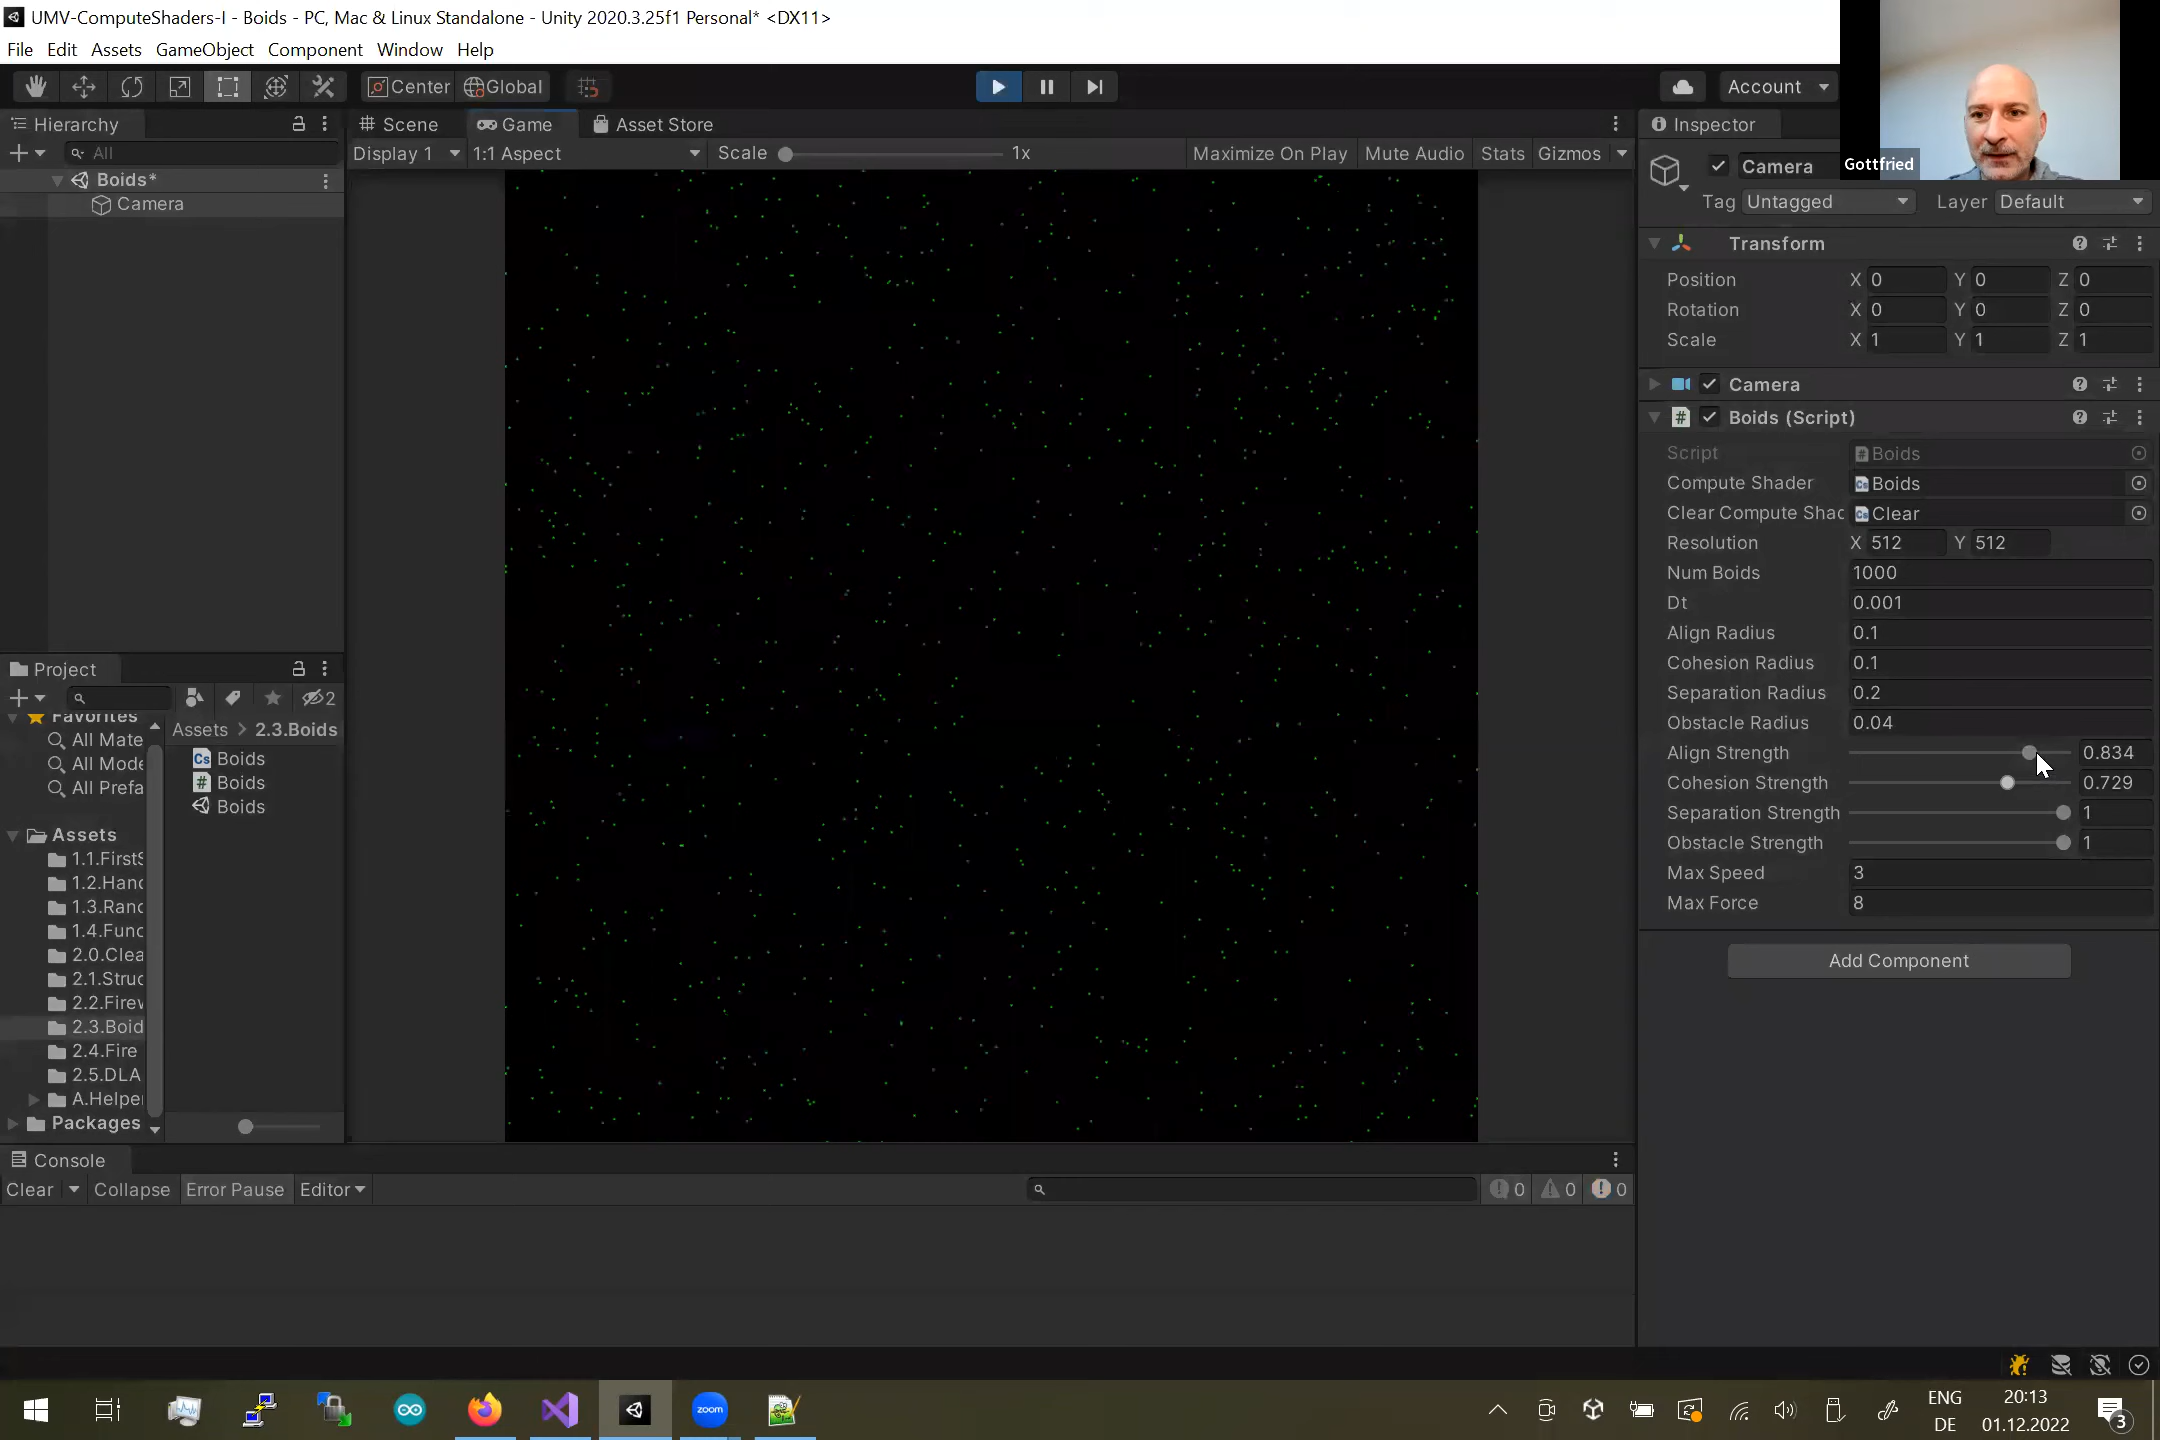 UMV-ComputeShaders-I - Boids - PC, Mac & Linux Standalone - Unity 2020.3.25f1 Personal* <DX11>
File Edit Assets GameObject Component Window Help
Center Global
Account
Hierarchy
All
Boids*
Camera
Scene Game Asset Store
Display 1 1:1 Aspect Scale 1x Maximize On Play Mute Audio Stats Gizmos
Gottfried
Inspector
Camera
Tag Untagged Layer Default
Transform
Position X 0 Y 0 Z 0
Rotation X 0 Y 0 Z 0
Scale X 1 Y 1 Z 1
Camera
Boids (Script)
Script Boids
Compute Shader Boids
Clear Compute Shac Clear
Resolution X 512 Y 512
Num Boids 1000
Dt 0.001
Align Radius 0.1
Cohesion Radius 0.1
Separation Radius 0.2
Obstacle Radius 0.04
Align Strength 0.834
Cohesion Strength 0.729
Separation Strength 1
Obstacle Strength 1
Max Speed 3
Max Force 8
Add Component
Project
2
Favorites
All Mate
All Mode
All Prefa
Assets
1.1.FirstS
1.2.Hand
1.3.Rand
1.4.Func
2.0.Clea
2.1.Struc
2.2.Firew
2.3.Boid
2.4.Fire
2.5.DLA
A.Helper
Packages
Assets > 2.3.Boids
Boids
Boids
Boids
Console
Clear Collapse Error Pause Editor 0 0 0
zoom
ENG
DE
20:13
01.12.2022
3